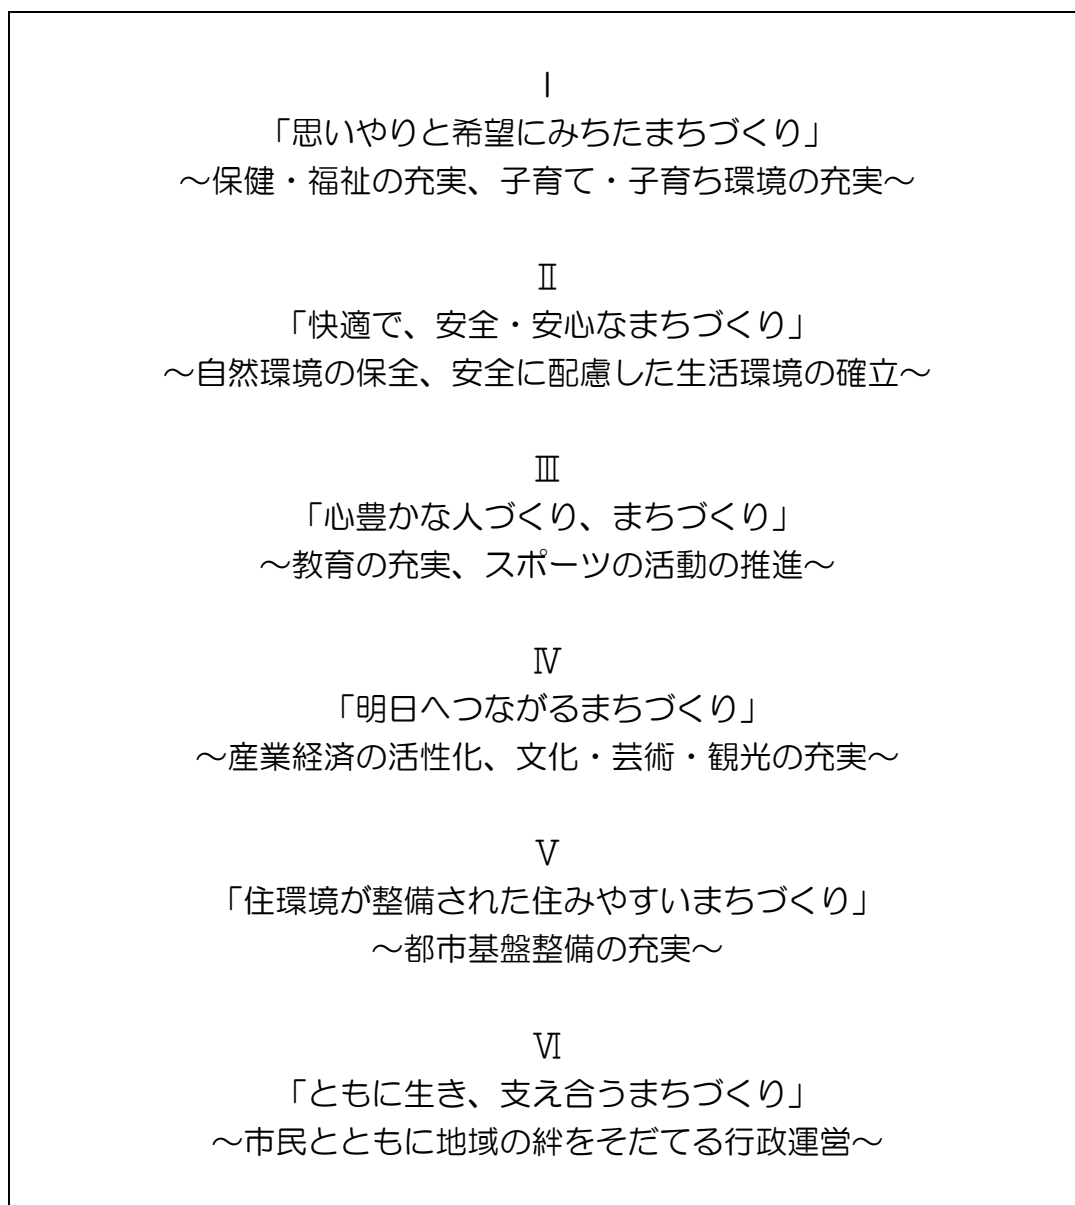 Ⅰ
「思いやりと希望にみちたまちづくり」
～保健・福祉の充実、子育て・子育ち環境の充実～
Ⅱ
「快適で、安全・安心なまちづくり」
～自然環境の保全、安全に配慮した生活環境の確立～
Ⅲ
「心豊かな人づくり、まちづくり」
～教育の充実、スポーツの活動の推進～
Ⅳ
「明日へつながるまちづくり」
～産業経済の活性化、文化・芸術・観光の充実～
Ⅴ
「住環境が整備された住みやすいまちづくり」
～都市基盤整備の充実～
Ⅵ
「ともに生き、支え合うまちづくり」
～市民とともに地域の絆をそだてる行政運営～